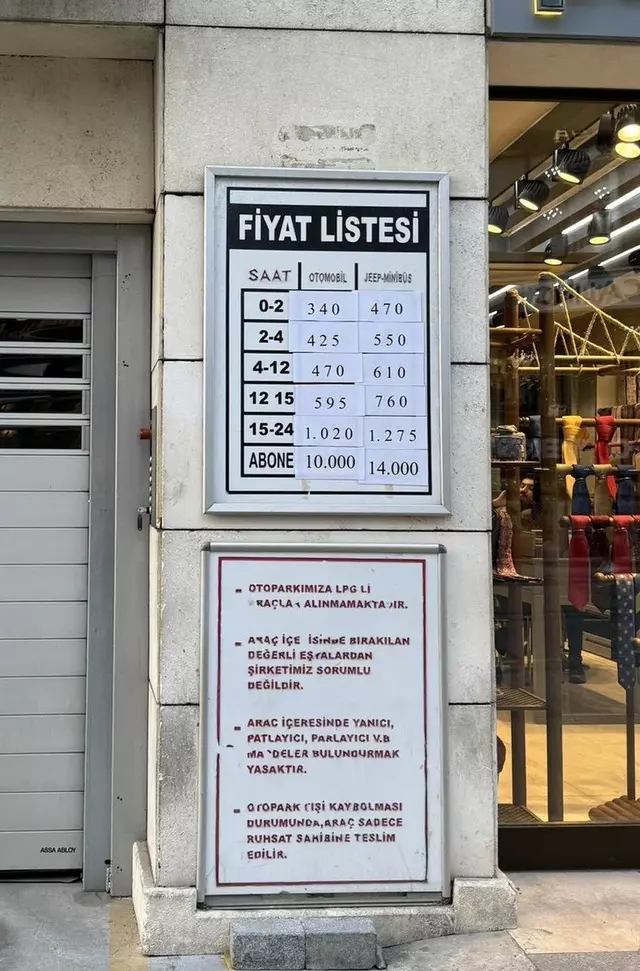 FİYAT LİSTESİ
SAAT OTOMOBİL JEEP-MİNİBÜS
0-2 340 470
2-4 425 550
4-12 470 610
12 15 595 760
15-24 1.020 1.275
ABONE 10.000 14.000
- OTOPARKIMIZA LPG Lİ
RAÇLA ALINMAMAKTADIR.
- ARAÇ İÇE İSİNDE BIRAKILAN
DEĞERLİ EŞYALARDAN
ŞİRKETİMİZ SORUMLU
DEĞİLDİR.
- ARAC İÇERESİNDE YANICI,
PATLAYICI, PARLAYICI V.B
MA DELER BULUNDURMAK
YASAKTIR.
- OTOPARK FİŞİ KAYBOLMASI
DURUMUNDA,ARAÇ SADECE
RUHSAT SAHİBİNE TESLİM
EDİLİR.
ASSA ABLOY